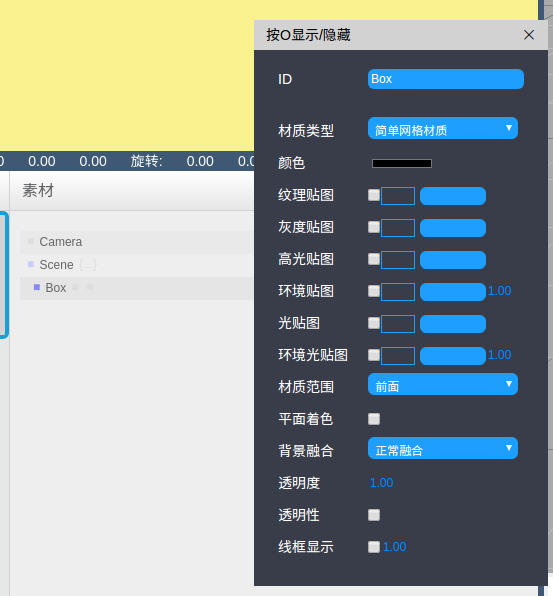 按O显示/隐藏
ID
Box
材质类型
简单网格材质
颜色
纹理贴图
灰度贴图
高光贴图
环境贴图
1.00
光贴图
环境光贴图
1.00
材质范围
前面
平面着色
背景融合
正常融合
透明度
1.00
透明性
线框显示
1.00
0.00 0.00 旋转: 0.00
素材
Camera
Scene {...}
Box